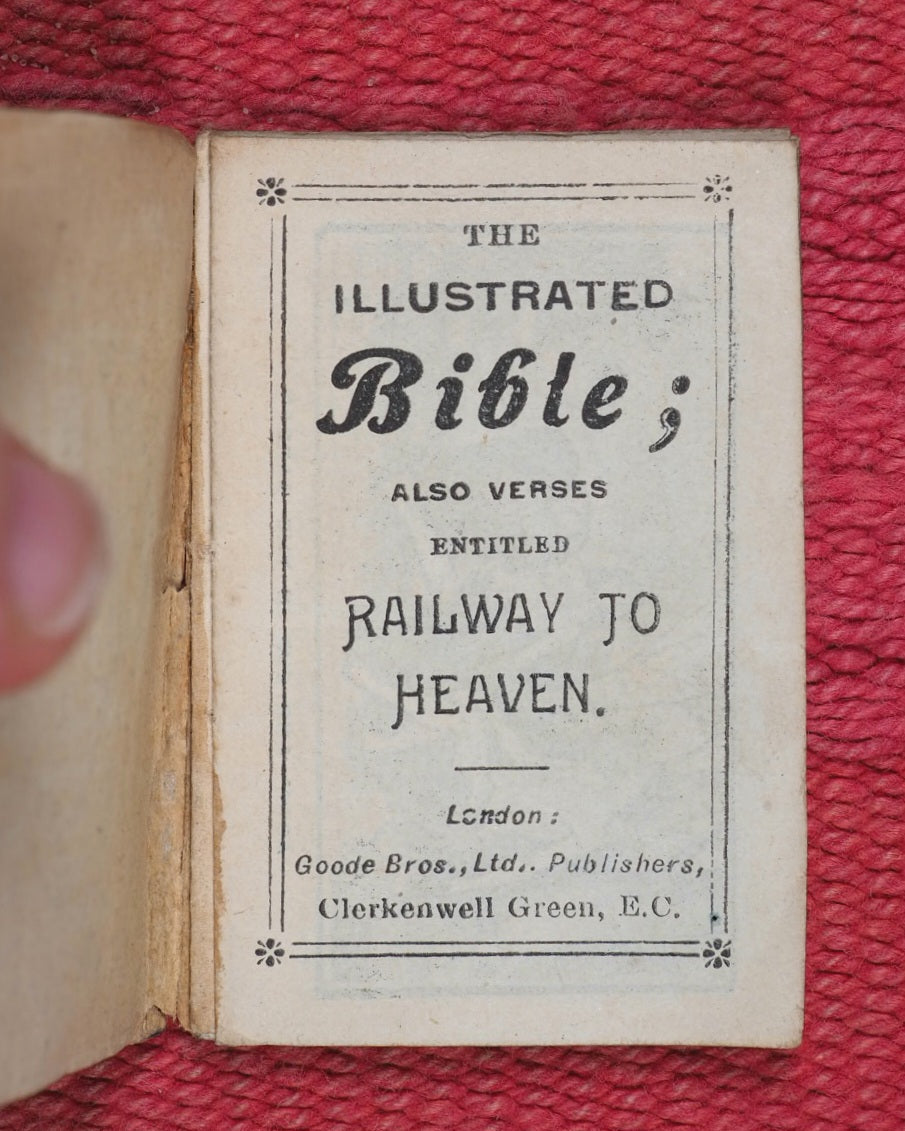 THE
ILLUSTRATED
Bible;
ALSO VERSES
ENTITLED
RAILWAY TO
HEAVEN.
London:
Goode Bros., Ltd.. Publishers,
Clerkenwell Green, E.C.